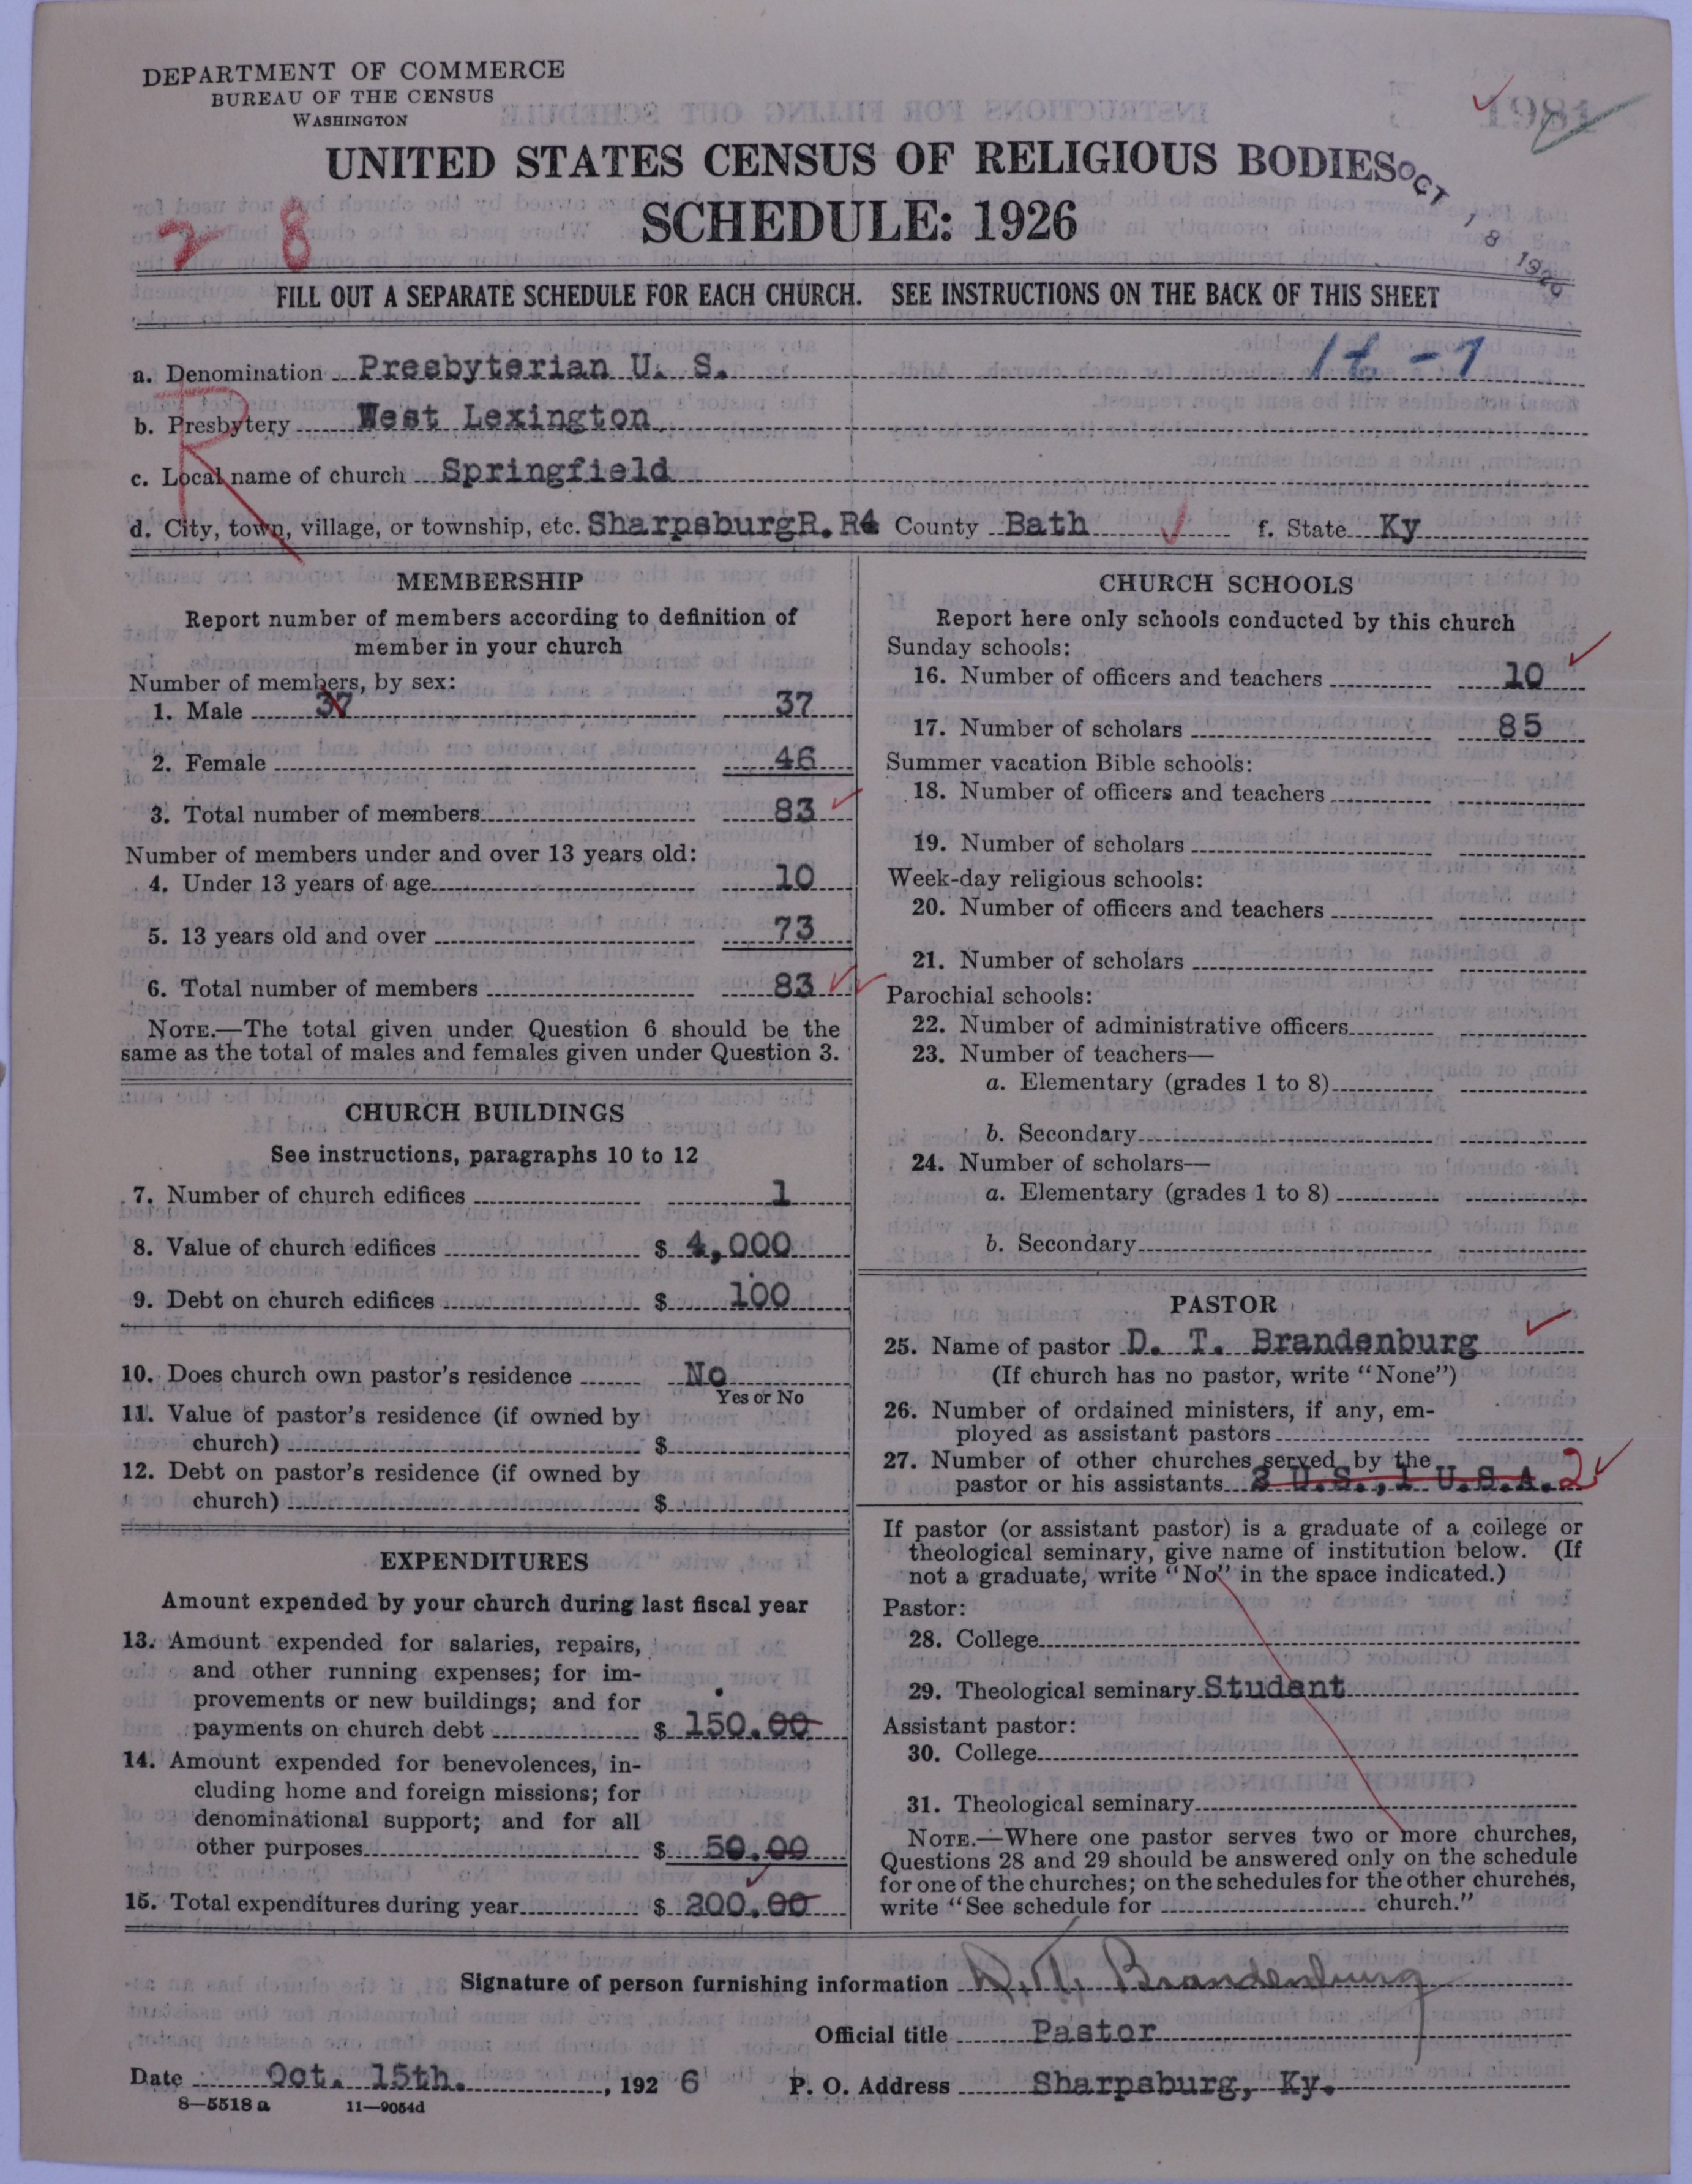 DEPARTMENT OF COMMERCE
BUREAU OF THE CENSUS
WASHINGTON
UNITED STATES CENSUS OF RELIGIOUS BODIES
OCT 18 1926
SCHEDULE: 1926
2 8
FILL OUT A SEPARATE SCHEDULE FOR EACH CHURCH. SEE INSTRUCTIONS ON THE BACK OF THIS SHEET
a. Denomination Presbyterian U. S.
b. Presbytery West Lexington
R
c. Local name of church Springfield
d. City, town, village, or township, etc. Sharpsburg R. R4 County Bath f. State Ky
MEMBERSHIP
Report number of members according to definition of
member in your church
Number of members, by sex:
1. Male 37 37
2. Female 46
3. Total number of members 83
Number of members under and over 13 years old:
4. Under 13 years of age 10
5. 13 years old and over 73
6. Total number of members 83
NOTE.—The total given under Question 6 should be the
same as the total of males and females given under Question 3.
CHURCH BUILDINGS
See instructions, paragraphs 10 to 12
7. Number of church edifices 1
8. Value of church edifices $ 4,000
9. Debt on church edifices $ 100
10. Does church own pastor's residence No
Yes or No
11. Value of pastor's residence (if owned by
church) $
12. Debt on pastor's residence (if owned by
church) $
EXPENDITURES
Amount expended by your church during last fiscal year
13. Amount expended for salaries, repairs,
and other running expenses; for im-
provements or new buildings; and for
payments on church debt $ 150.00
14. Amount expended for benevolences, in-
cluding home and foreign missions; for
denominational support; and for all
other purposes $ 50.00
15. Total expenditures during year $ 200.00
CHURCH SCHOOLS
Report here only schools conducted by this church
Sunday schools:
16. Number of officers and teachers 10
17. Number of scholars 85
Summer vacation Bible schools:
18. Number of officers and teachers
19. Number of scholars
Week-day religious schools:
20. Number of officers and teachers
21. Number of scholars
Parochial schools:
22. Number of administrative officers
23. Number of teachers—
a. Elementary (grades 1 to 8)
b. Secondary
24. Number of scholars—
a. Elementary (grades 1 to 8)
b. Secondary
PASTOR
25. Name of pastor D. T. Brandenburg
(If church has no pastor, write "None")
26. Number of ordained ministers, if any, em-
ployed as assistant pastors
27. Number of other churches served by the
pastor or his assistants 2 U.S., 1 U.S.A. 2
If pastor (or assistant pastor) is a graduate of a college or
theological seminary, give name of institution below. (If
not a graduate, write "No" in the space indicated.)
Pastor:
28. College
29. Theological seminary Student
Assistant pastor:
30. College
31. Theological seminary
NOTE.—Where one pastor serves two or more churches,
Questions 28 and 29 should be answered only on the schedule
for one of the churches; on the schedules for the other churches,
write "See schedule for church."
Signature of person furnishing information D. T. Brandenburg
Official title Pastor
Date Oct. 15th. , 192 6 P. O. Address Sharpsburg, Ky.
8—5518 a 11—9054d